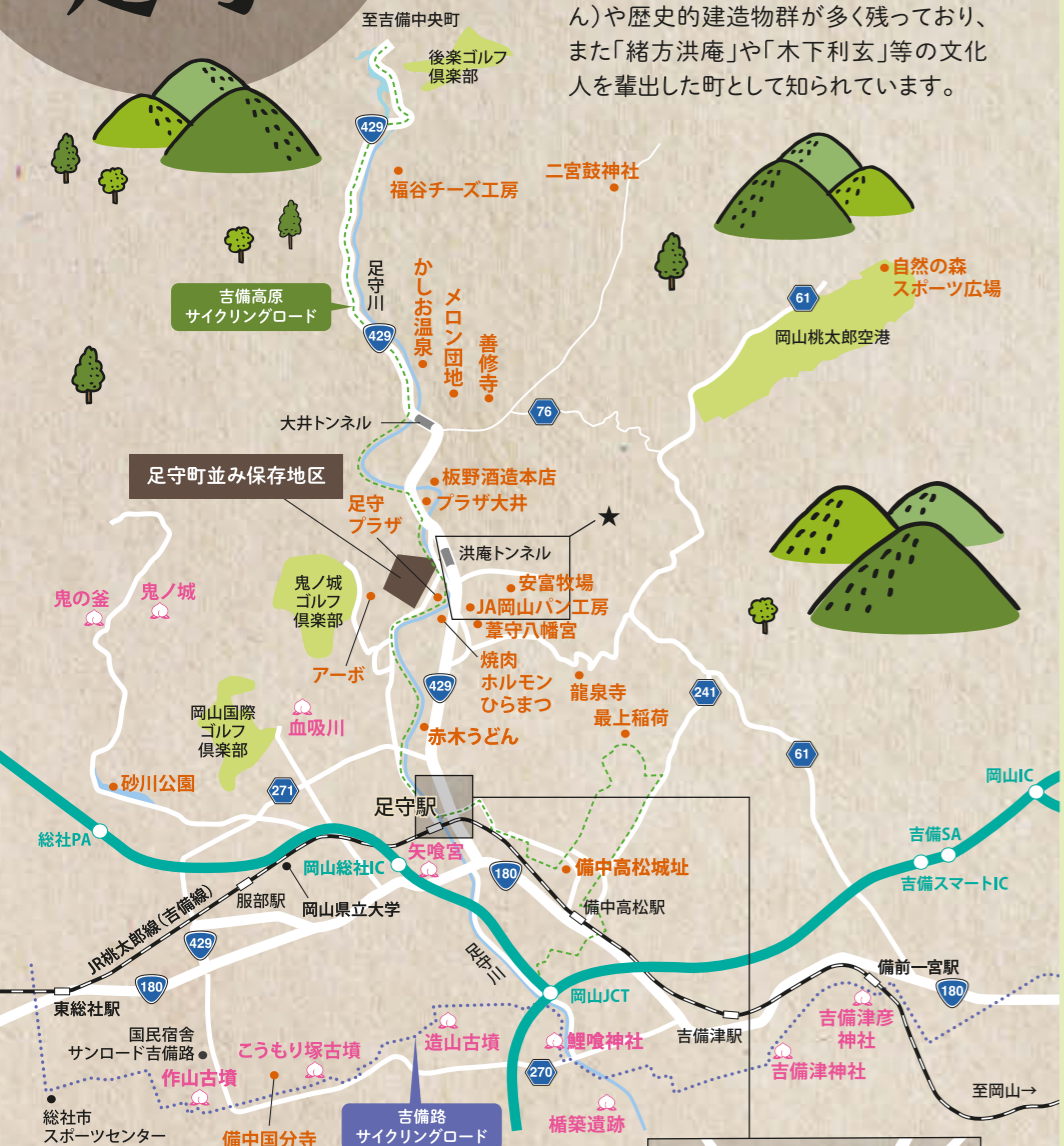 ん)や歴史的建造物群が多く残っており、
また「緒方洪庵」や「木下利玄」等の文化
人を輩出した町として知られています。
至吉備中央町
後楽ゴルフ
倶楽部
429
福谷チーズ工房
二宮鼓神社
自然の森
スポーツ広場
61
岡山桃太郎空港
吉備高原
サイクリングロード
足守川
429
かしお温泉
メロン団地
善修寺
76
大井トンネル
足守町並み保存地区
板野酒造本店
プラザ大井
足守
プラザ
★
洪庵トンネル
安富牧場
JA岡山パン工房
葦守八幡宮
鬼の釜
鬼ノ城
鬼ノ城
ゴルフ
倶楽部
アーボ
焼肉
ホルモン
ひらまつ
429
龍泉寺
最上稲荷
241
岡山国際
ゴルフ
倶楽部
血吸川
赤木うどん
61
砂川公園
271
足守駅
岡山IC
総社PA
吉備SA
吉備スマートIC
岡山総社IC
矢喰宮
180
備中高松城址
備中高松駅
服部駅
岡山県立大学
JR桃太郎線(吉備線)
429
足守川
180
東総社駅
岡山JCT
備前一宮駅
180
吉備津駅
国民宿舎
サンロード吉備路
こうもり塚古墳
造山古墳
鯉喰神社
吉備津彦
神社
吉備津神社
作山古墳
270
至岡山→
総社市
スポーツセンター
備中国分寺
吉備路
サイクリングロード
楯築遺跡